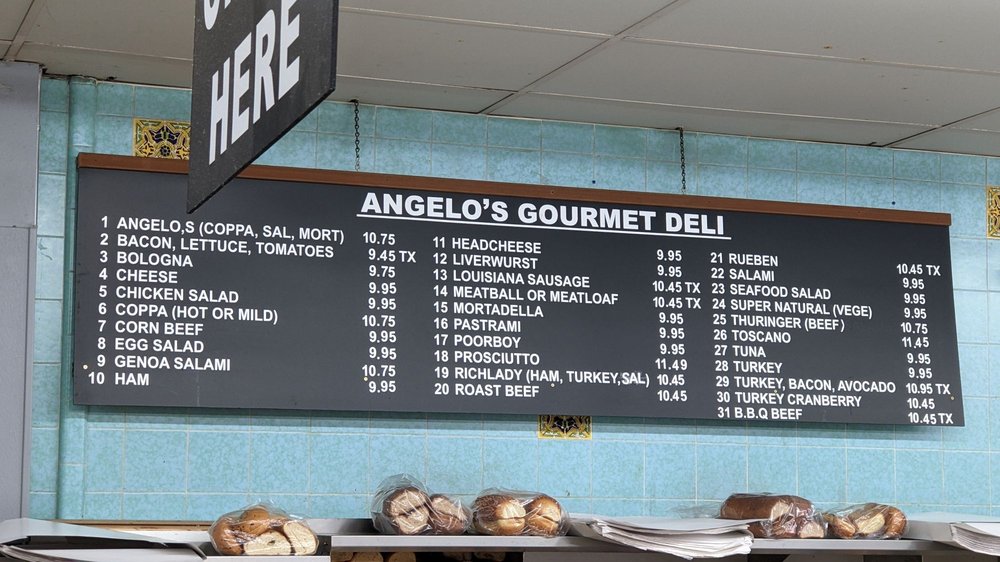 HERE
ANGELO'S GOURMET DELI
1 ANGELO,S (COPPA, SAL, MORT) 10.75
2 BACON, LETTUCE, TOMATOES 9.45 TX
3 BOLOGNA 9.75
4 CHEESE 9.95
5 CHICKEN SALAD 9.95
6 COPPA (HOT OR MILD) 10.75
7 CORN BEEF 9.95
8 EGG SALAD 9.95
9 GENOA SALAMI 10.75
10 HAM 9.95
11 HEADCHEESE 9.95
12 LIVERWURST 9.95
13 LOUISIANA SAUSAGE 10.45 TX
14 MEATBALL OR MEATLOAF 10.45 TX
15 MORTADELLA 9.95
16 PASTRAMI 9.95
17 POORBOY 9.95
18 PROSCIUTTO 11.49
19 RICHLADY (HAM, TURKEY,SAL) 10.45
20 ROAST BEEF 10.45
21 RUEBEN 10.45 TX
22 SALAMI 9.95
23 SEAFOOD SALAD 9.95
24 SUPER NATURAL (VEGE) 9.95
25 THURINGER (BEEF) 10.75
26 TOSCANO 11.45
27 TUNA 9.95
28 TURKEY 9.95
29 TURKEY, BACON, AVOCADO 10.95 TX
30 TURKEY CRANBERRY 10.45
31 B.B.Q BEEF 10.45 TX